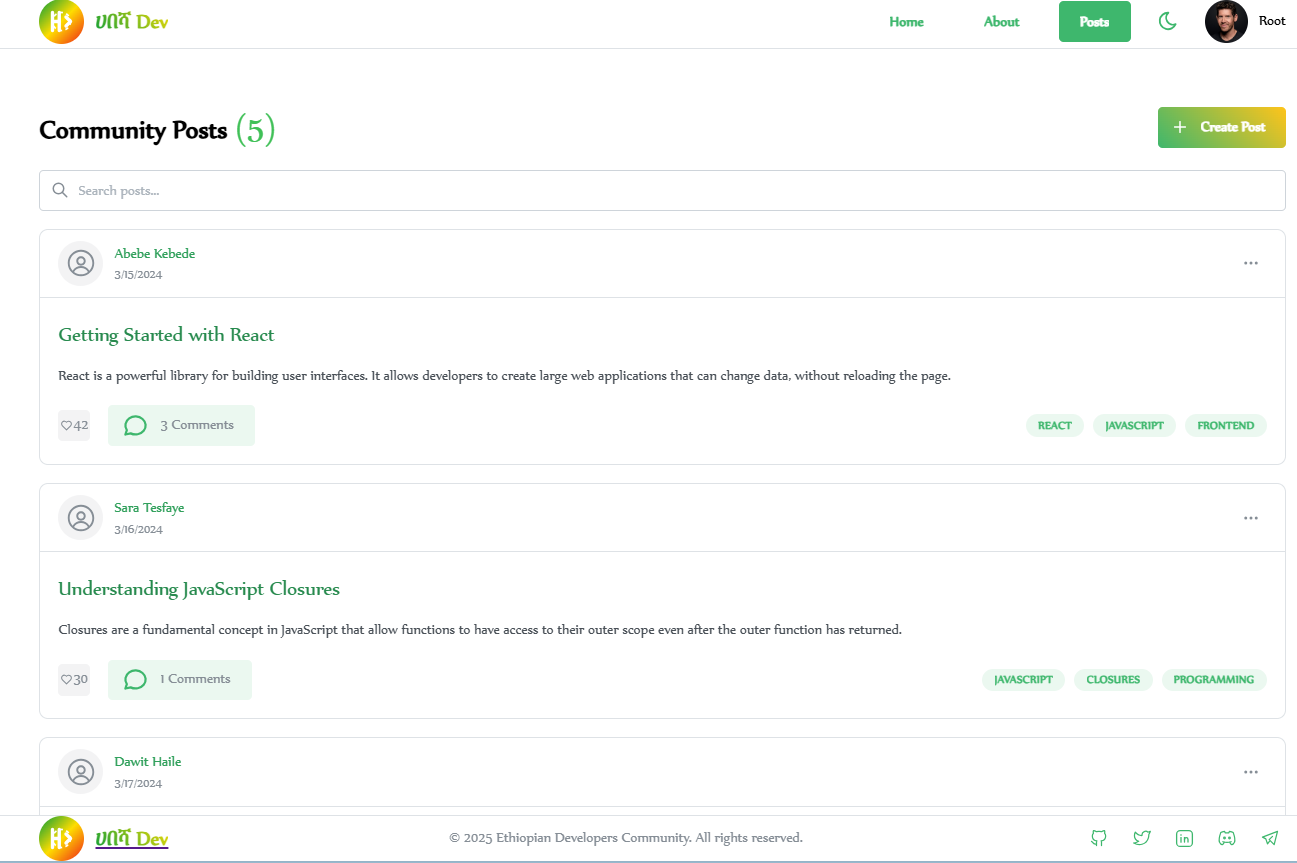 ሀበሻ Dev
Home
About
Posts
Root
Community Posts (5)
Create Post
Search posts...
Abebe Kebede
3/15/2024
Getting Started with React
React is a powerful library for building user interfaces. It allows developers to create large web applications that can change data, without reloading the page.
42
3 Comments
REACT
JAVASCRIPT
FRONTEND
Sara Tesfaye
3/16/2024
Understanding JavaScript Closures
Closures are a fundamental concept in JavaScript that allow functions to have access to their outer scope even after the outer function has returned.
30
1 Comments
JAVASCRIPT
CLOSURES
PROGRAMMING
Dawit Haile
3/17/2024
ሀበሻ Dev
© 2025 Ethiopian Developers Community. All rights reserved.
in